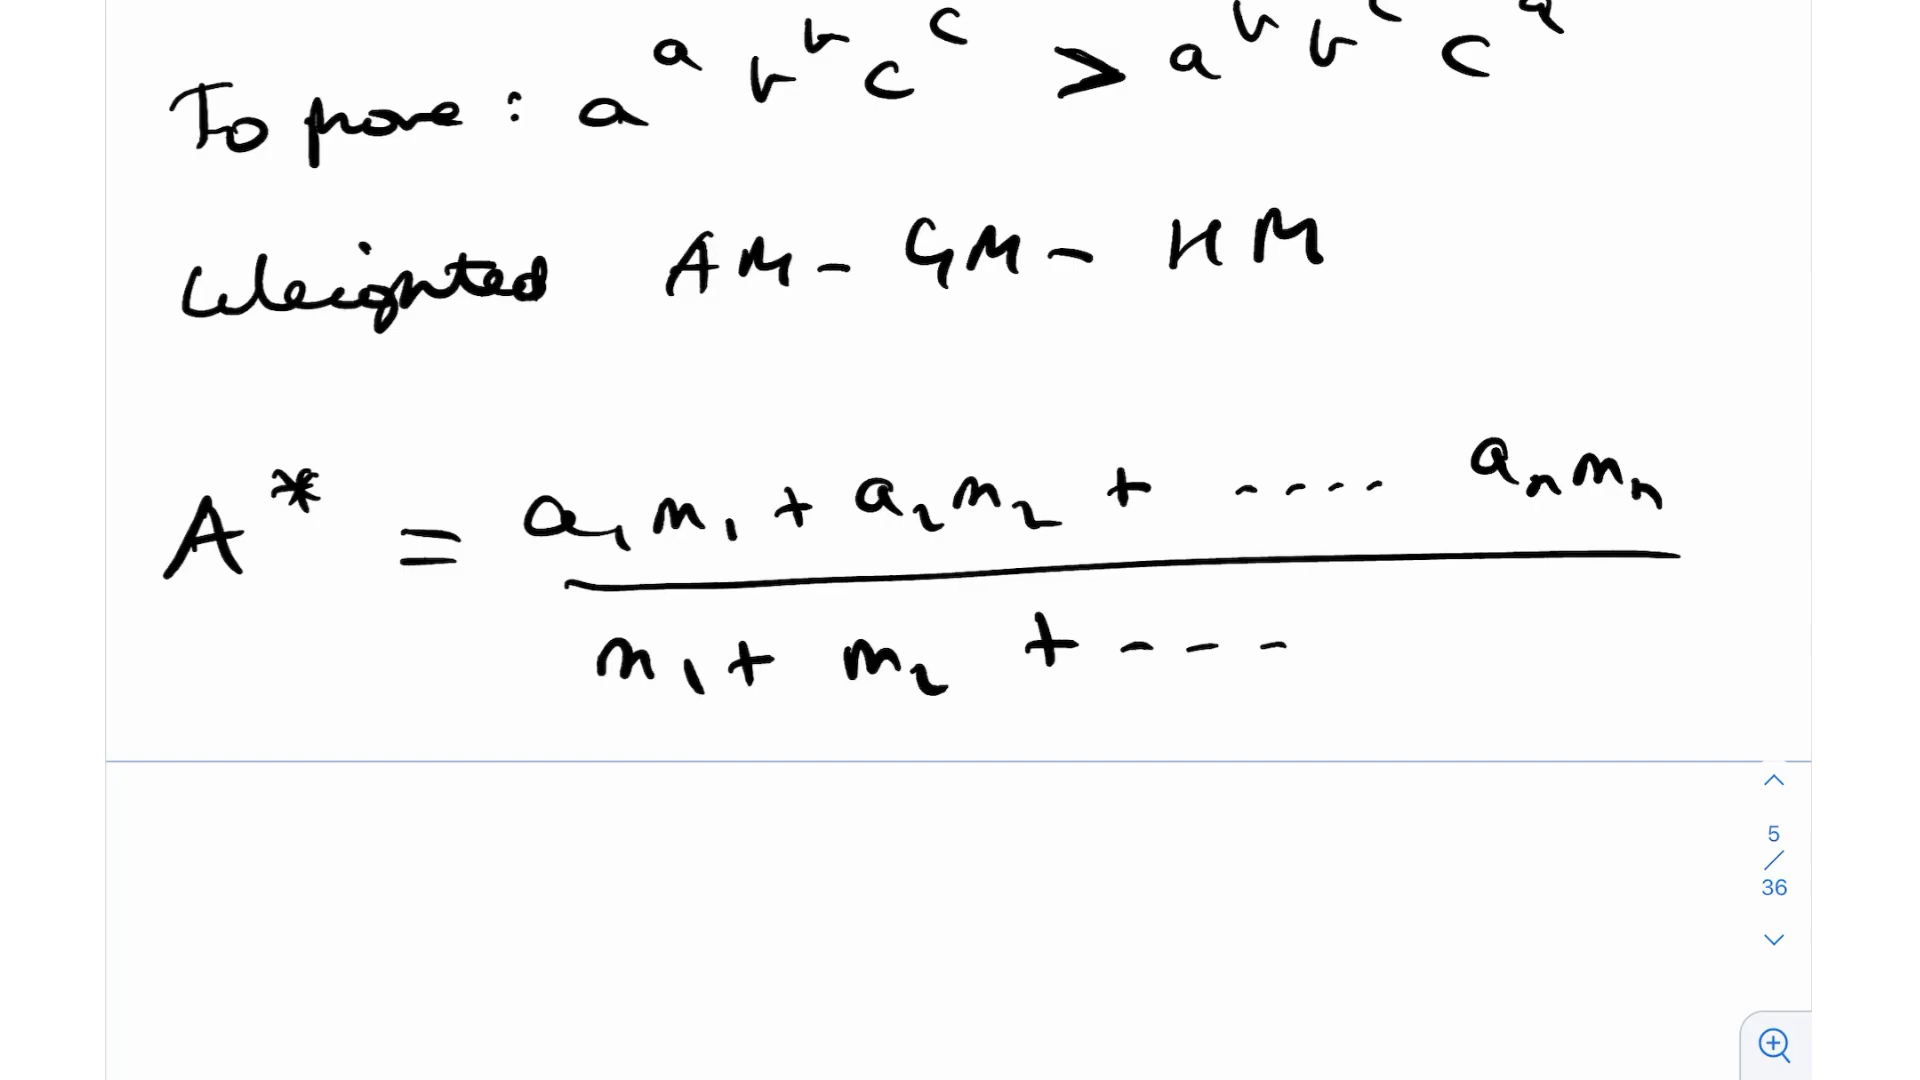 To prove : a^a b^b c^c > a^b b^c c^a
Weighted AM - GM - HM
A* = a₁m₁ + a₂m₂ + .... aₙmₙ
m₁ + m₂ + ---
5
/
36